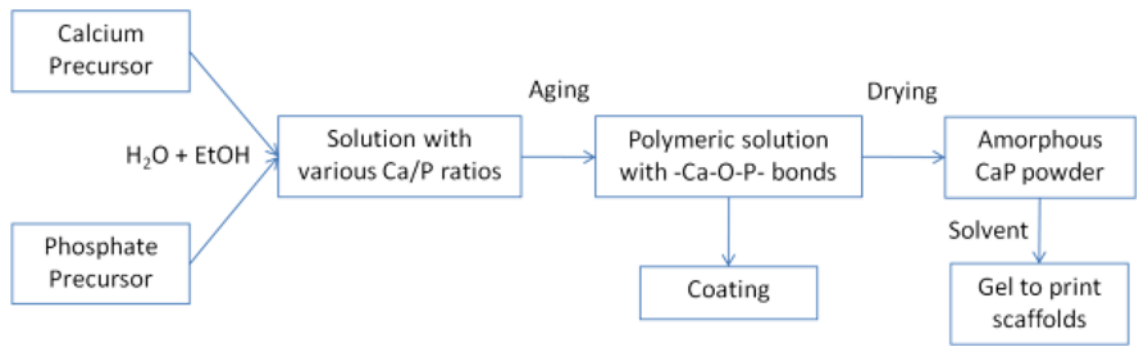 Calcium
Precursor
H₂O + EtOH
Phosphate
Precursor
Solution with
various Ca/P ratios
Aging
Polymeric solution
with -Ca-O-P- bonds
Coating
Drying
Amorphous
CaP powder
Solvent
Gel to print
scaffolds